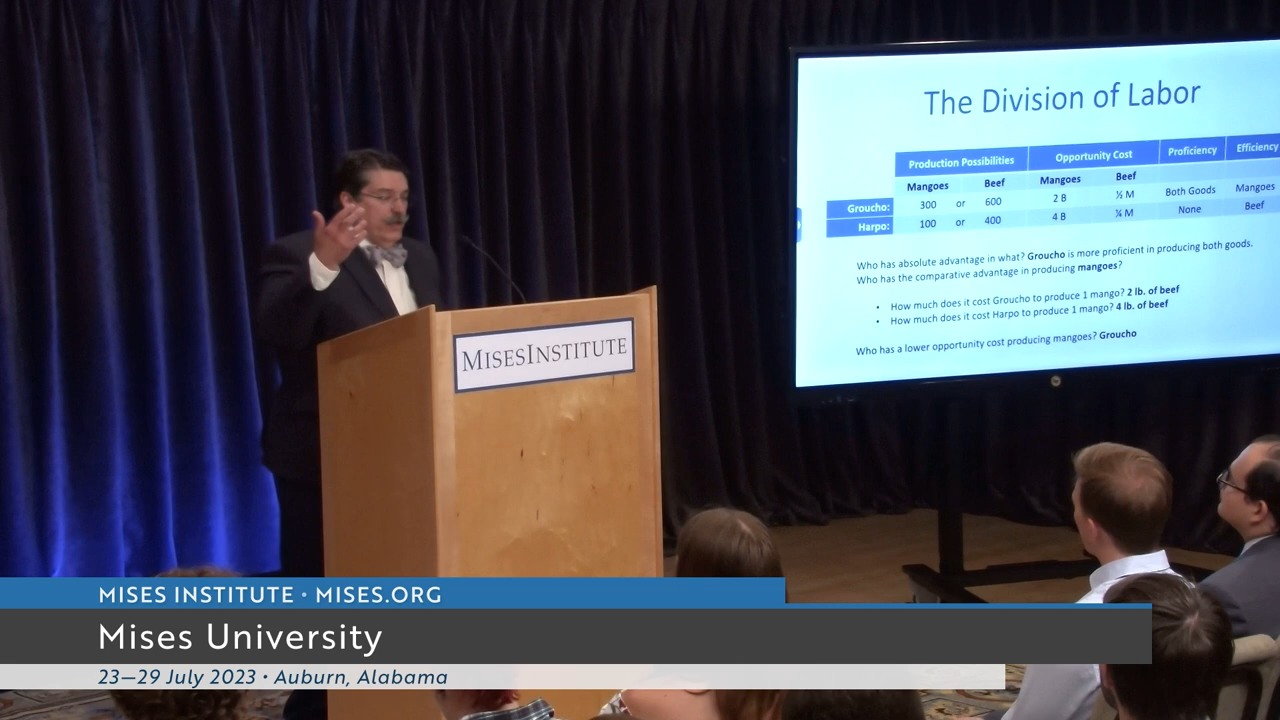 The Division of Labor
Production Possibilities Opportunity Cost Proficiency Efficiency
Mangoes Beef Mangoes Beef
Groucho: 300 or 600 2 B ½ M Both Goods Mangoes
Harpo: 100 or 400 4 B ¼ M None Beef
Who has absolute advantage in what? Groucho is more proficient in producing both goods.
Who has the comparative advantage in producing mangoes?
• How much does it cost Groucho to produce 1 mango? 2 lb. of beef
• How much does it cost Harpo to produce 1 mango? 4 lb. of beef
Who has a lower opportunity cost producing mangoes? Groucho
MISESINSTITUTE
MISES INSTITUTE • MISES.ORG
Mises University
23—29 July 2023 • Auburn, Alabama